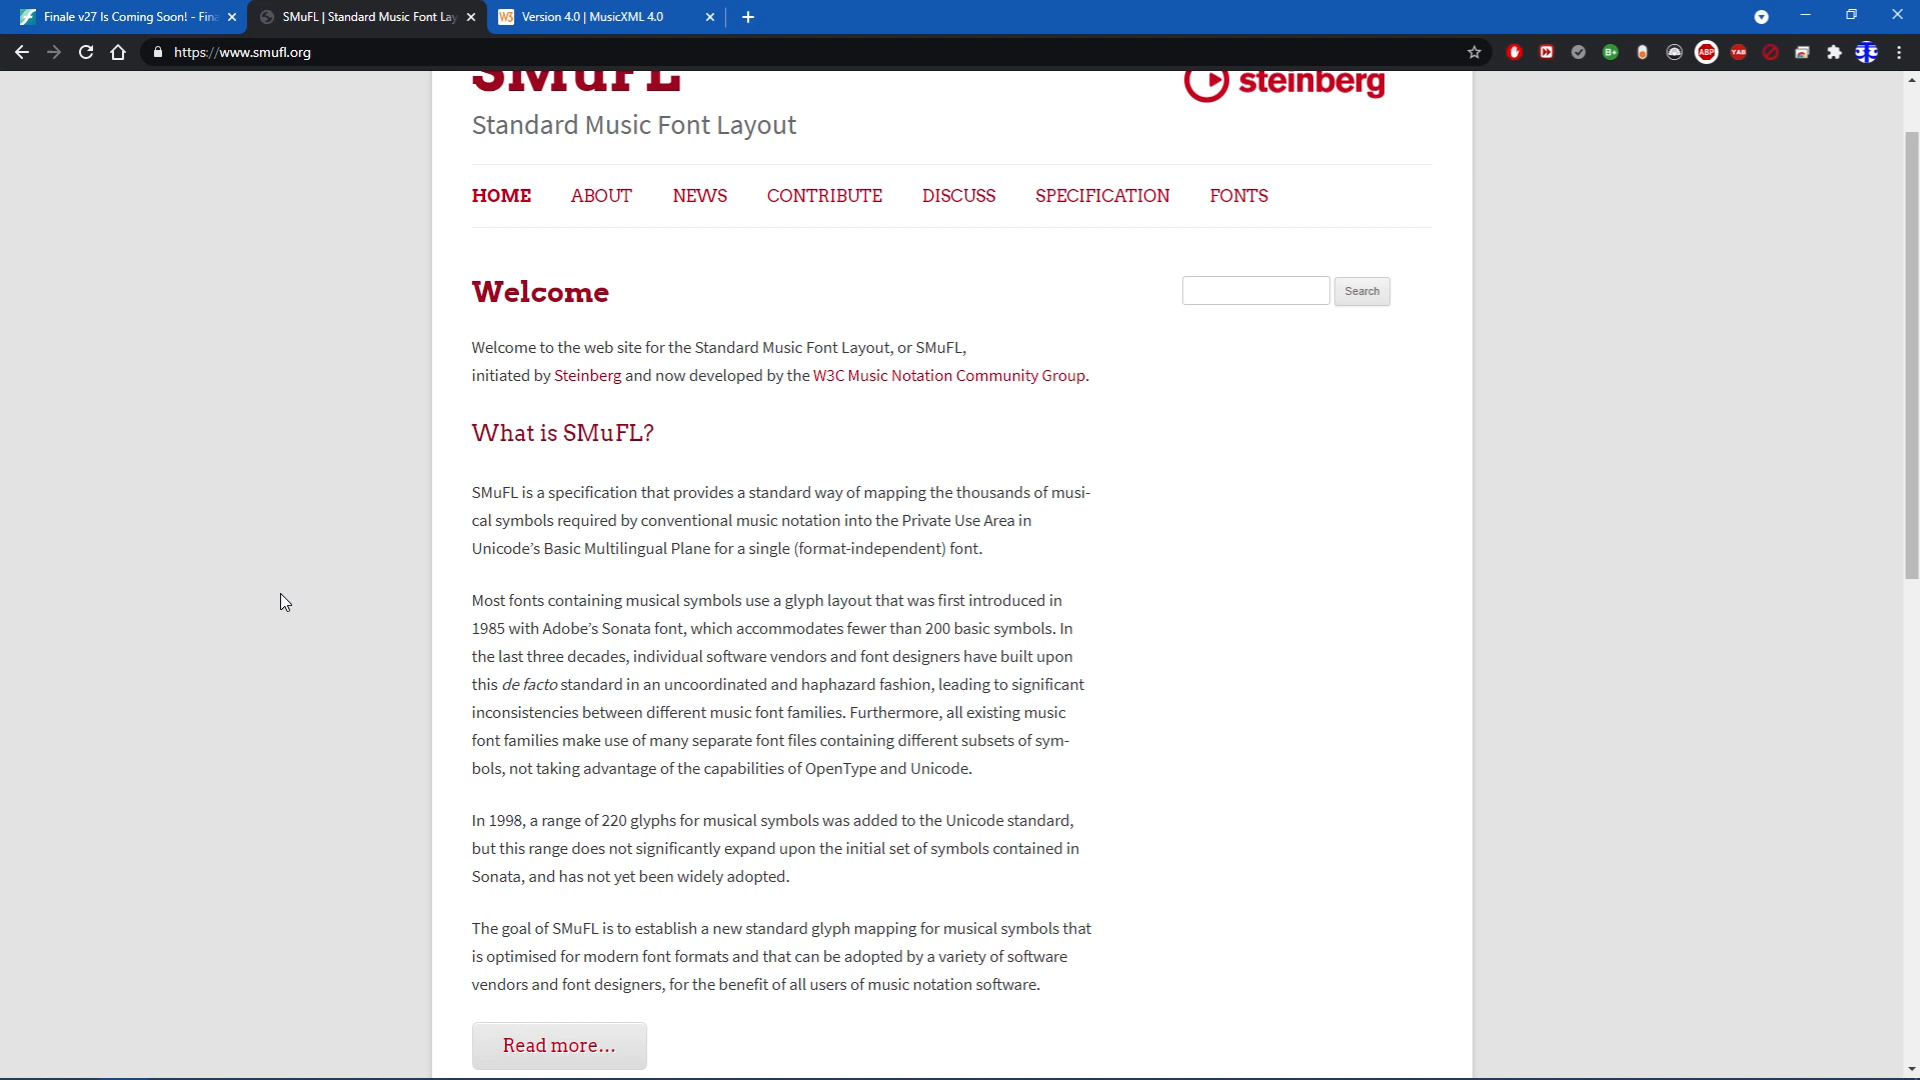 Finale v27 Is Coming Soon! - Fin
SMuFL | Standard Music Font Lay
Version 4.0 | MusicXML 4.0
https://www.smufl.org
SMuFL
steinberg
Standard Music Font Layout
HOME ABOUT NEWS CONTRIBUTE DISCUSS SPECIFICATION FONTS
Welcome
Search
Welcome to the web site for the Standard Music Font Layout, or SMuFL,
initiated by Steinberg and now developed by the W3C Music Notation Community Group.
What is SMuFL?
SMuFL is a specification that provides a standard way of mapping the thousands of musi-
cal symbols required by conventional music notation into the Private Use Area in
Unicode’s Basic Multilingual Plane for a single (format-independent) font.
Most fonts containing musical symbols use a glyph layout that was first introduced in
1985 with Adobe’s Sonata font, which accommodates fewer than 200 basic symbols. In
the last three decades, individual software vendors and font designers have built upon
this de facto standard in an uncoordinated and haphazard fashion, leading to significant
inconsistencies between different music font families. Furthermore, all existing music
font families make use of many separate font files containing different subsets of sym-
bols, not taking advantage of the capabilities of OpenType and Unicode.
In 1998, a range of 220 glyphs for musical symbols was added to the Unicode standard,
but this range does not significantly expand upon the initial set of symbols contained in
Sonata, and has not yet been widely adopted.
The goal of SMuFL is to establish a new standard glyph mapping for musical symbols that
is optimised for modern font formats and that can be adopted by a variety of software
vendors and font designers, for the benefit of all users of music notation software.
Read more...